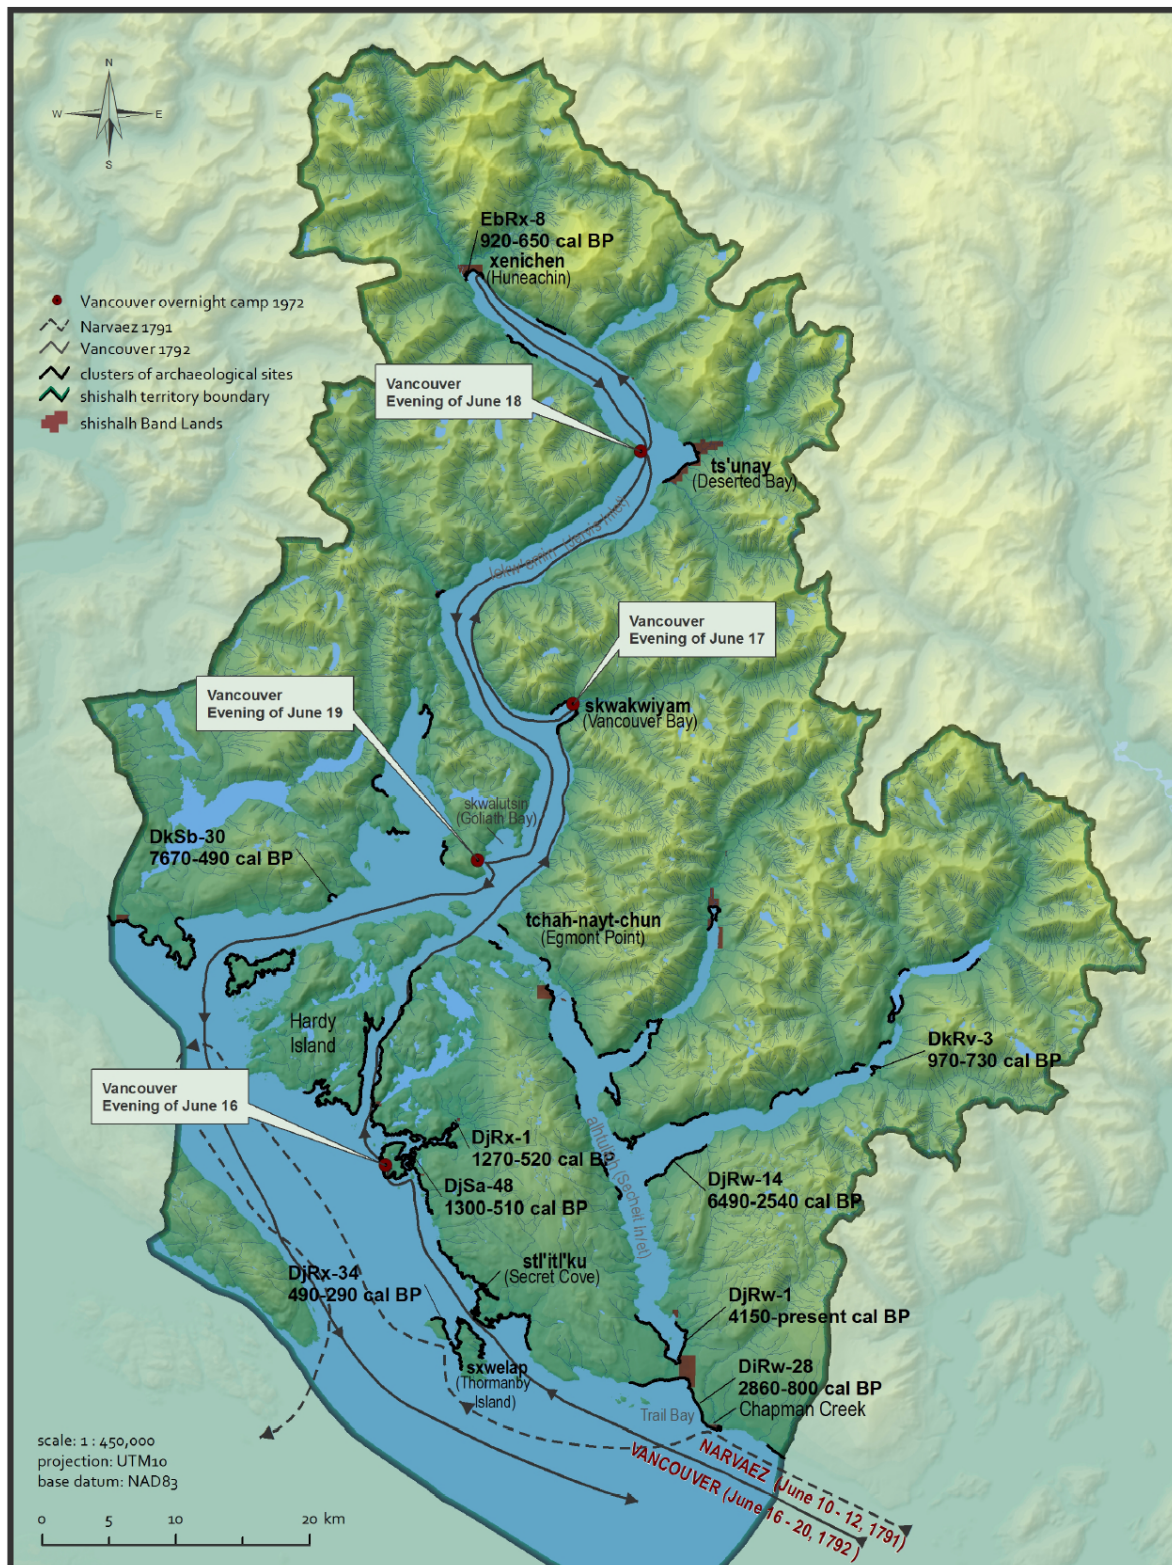 N
W
E
S
EbRx-8
920-650 cal BP
xenichen
(Huneachin)
Vancouver overnight camp 1972
Narvaez 1791
Vancouver 1792
clusters of archaeological sites
shishalh territory boundary
shishalh Band Lands
Vancouver
Evening of June 18
ts'unay
(Deserted Bay)
Vancouver
Evening of June 17
skwakwiyam
(Vancouver Bay)
Vancouver
Evening of June 19
skwalutsin
(Goliath Bay)
DkSb-30
7670-490 cal BP
tchah-nayt-chun
(Egmont Point)
Hardy
Island
DkRv-3
970-730 cal BP
Vancouver
Evening of June 16
DjRx-1
1270-520 cal BP
DjSa-48
1300-510 cal BP
DjRw-14
6490-2540 cal BP
stl'itl'ku
(Secret Cove)
DjRx-34
490-290 cal BP
DjRw-1
4150-present cal BP
sxwelap
(Thormanby
Island)
DiRw-28
2860-800 cal BP
Chapman Creek
Trail Bay
NARVAEZ (June 10 - 12, 1791)
VANCOUVER (June 16 - 20, 1792 )
scale: 1 : 450,000
projection: UTM10
base datum: NAD83
0 5 10 20 km